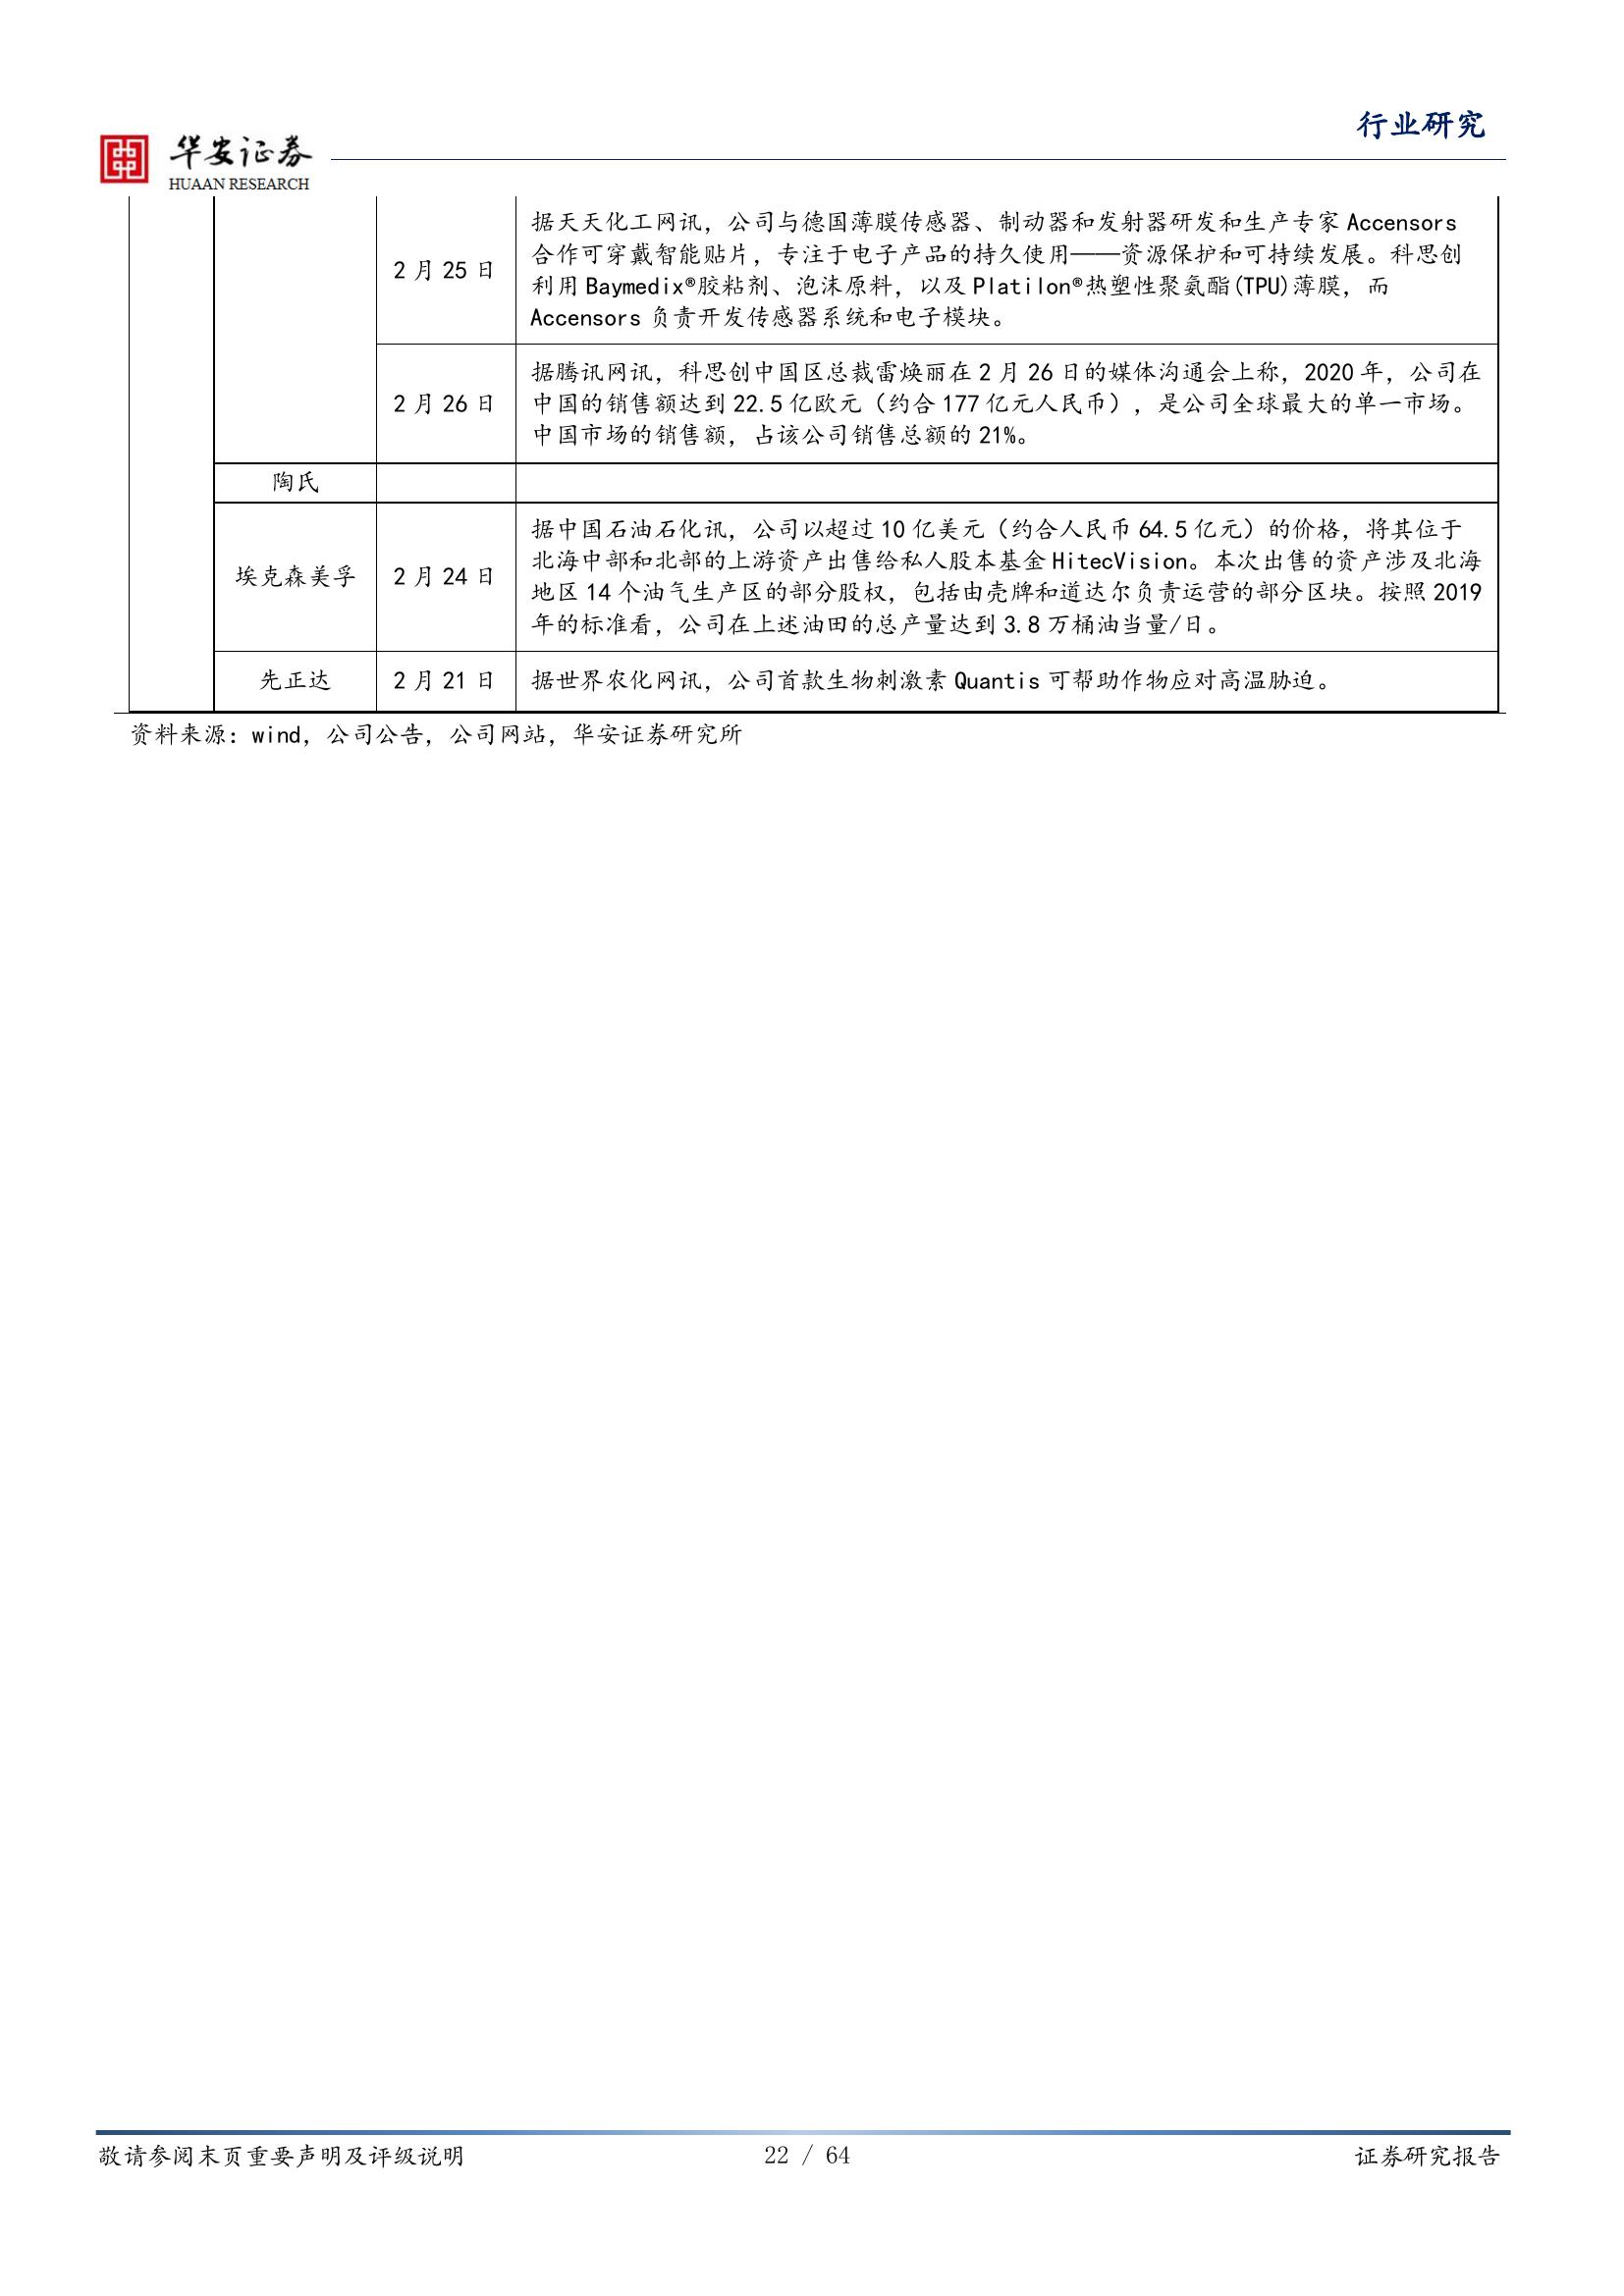 行业研究
华安证券
HUAAN RESEARCH
2 月 25 日
据天天化工网讯，公司与德国薄膜传感器、制动器和发射器研发和生产专家 Accensors
合作可穿戴智能贴片，专注于电子产品的持久使用——资源保护和可持续发展。科思创
利用 Baymedix®胶粘剂、泡沫原料，以及 Platilon®热塑性聚氨酯(TPU)薄膜，而
Accensors 负责开发传感器系统和电子模块。
2 月 26 日
据腾讯网讯，科思创中国区总裁雷焕丽在 2 月 26 日的媒体沟通会上称，2020 年，公司在
中国的销售额达到 22.5 亿欧元（约合 177 亿元人民币），是公司全球最大的单一市场。
中国市场的销售额，占该公司销售总额的 21%。
陶氏
埃克森美孚
2 月 24 日
据中国石油石化讯，公司以超过 10 亿美元（约合人民币 64.5 亿元）的价格，将其位于
北海中部和北部的上游资产出售给私人股本基金 HitecVision。本次出售的资产涉及北海
地区 14 个油气生产区的部分股权，包括由壳牌和道达尔负责运营的部分区块。按照 2019
年的标准看，公司在上述油田的总产量达到 3.8 万桶油当量/日。
先正达
2 月 21 日
据世界农化网讯，公司首款生物刺激素 Quantis 可帮助作物应对高温胁迫。
资料来源：wind，公司公告，公司网站，华安证券研究所
敬请参阅末页重要声明及评级说明
22 / 64
证券研究报告